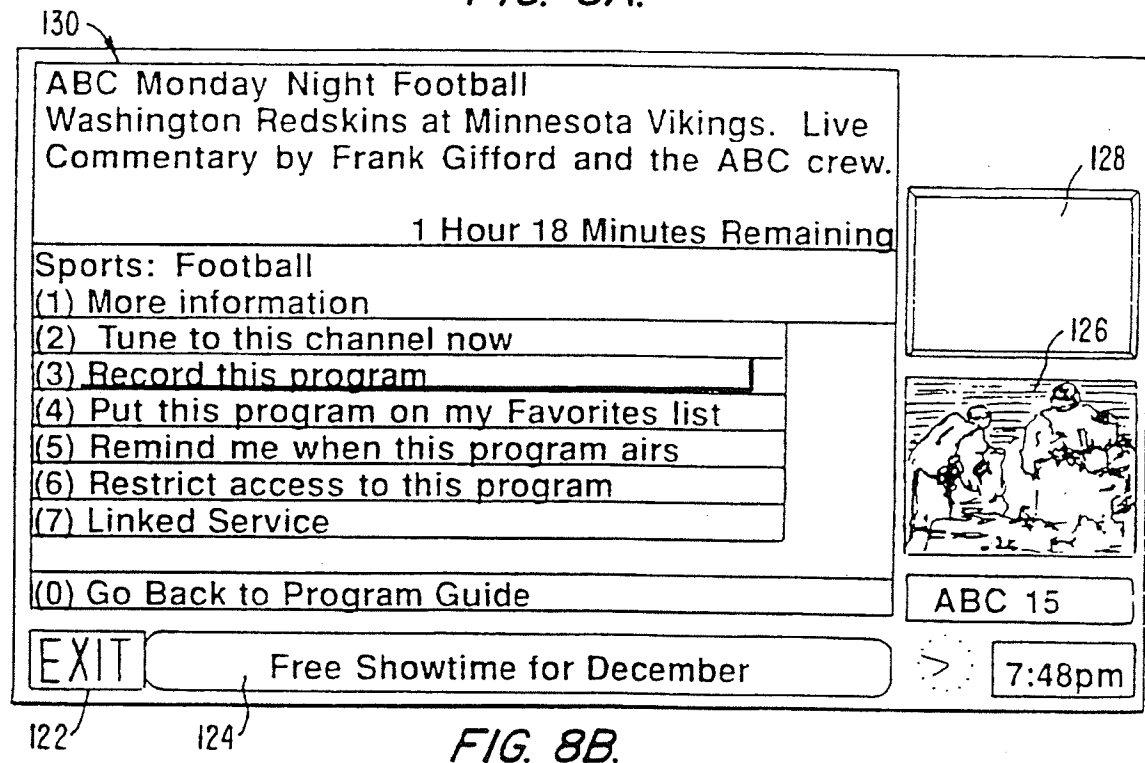 FIG. 8A.
130
ABC Monday Night Football
Washington Redskins at Minnesota Vikings. Live
Commentary by Frank Gifford and the ABC crew.
1 Hour 18 Minutes Remaining
Sports: Football
(1) More information
(2) Tune to this channel now
(3) Record this program
(4) Put this program on my Favorites list
(5) Remind me when this program airs
(6) Restrict access to this program
(7) Linked Service
(0) Go Back to Program Guide
128
126
ABC 15
EXIT
Free Showtime for December
7:48pm
122
124
FIG. 8B.